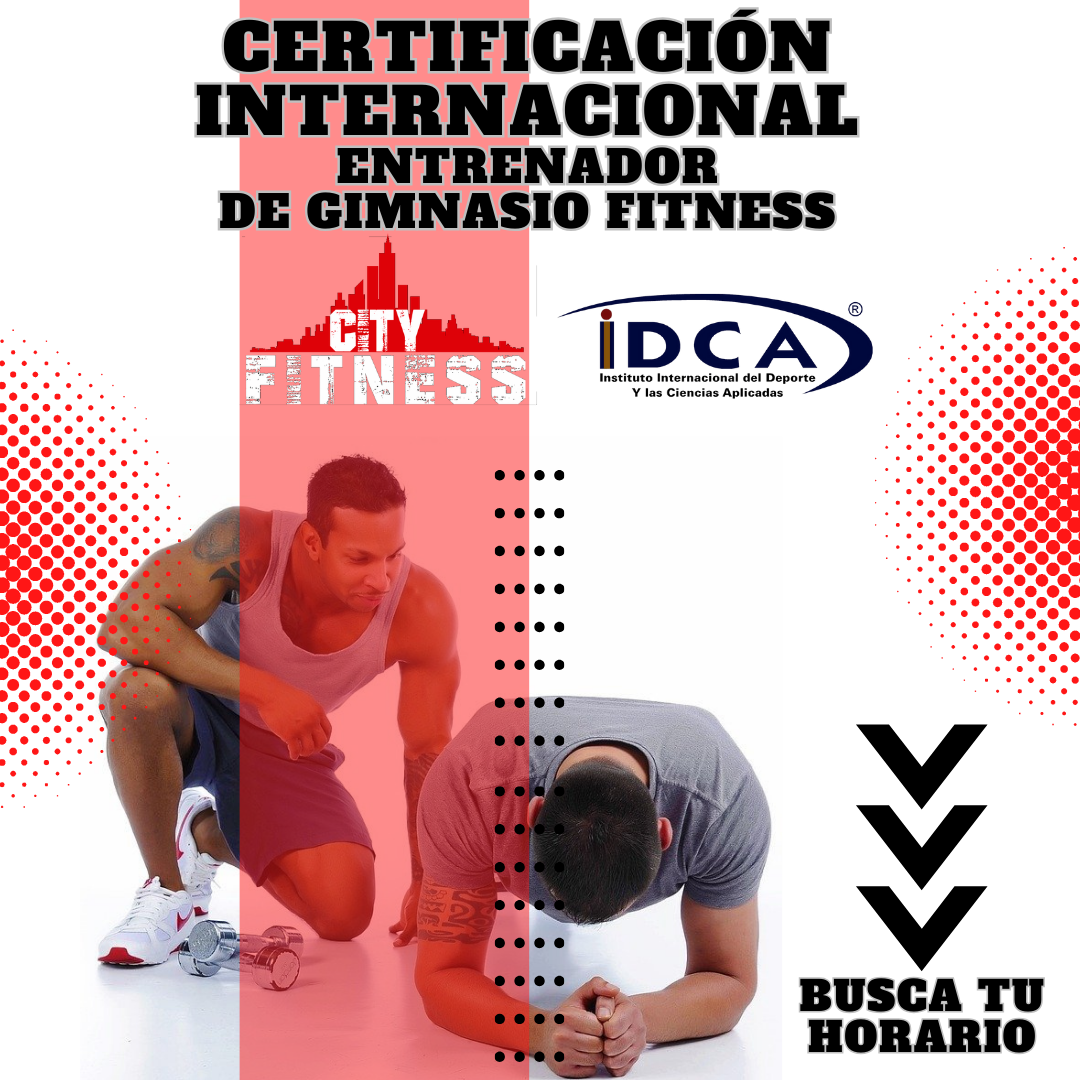 CERTIFICACIÓN
INTERNACIONAL
ENTRENADOR
DE GIMNASIO FITNESS
CITY
FITNESS
iDCA®
Instituto Internacional del Deporte
Y las Ciencias Aplicadas
BUSCA TU
HORARIO